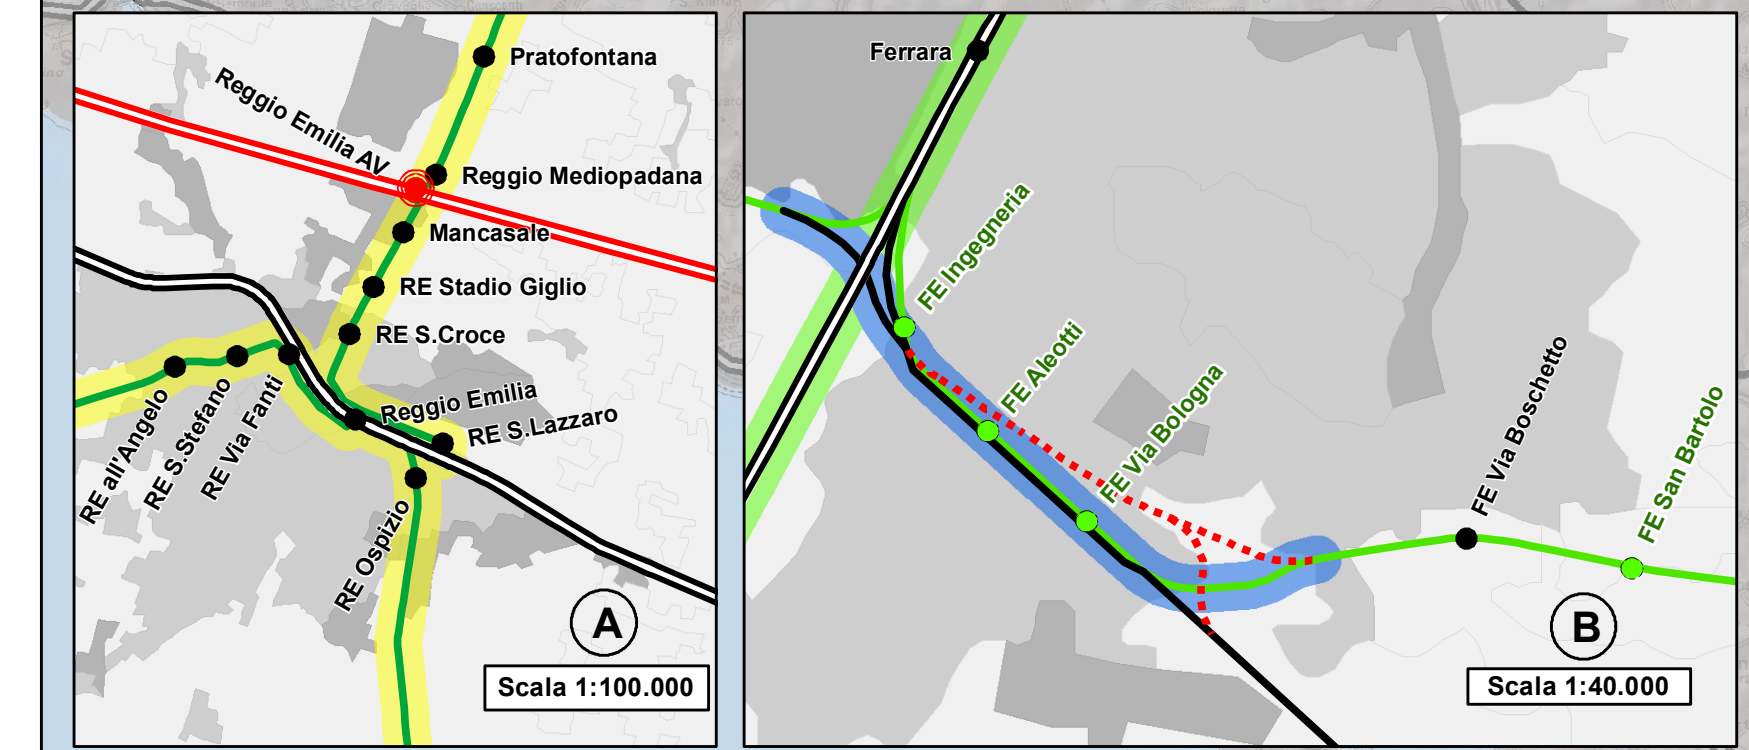 Pratofontana
Reggio Emilia AV
Reggio Mediopadana
Mancasale
RE Stadio Giglio
RE S.Croce
Reggio Emilia
RE S.Lazzaro
RE all'Angelo
RE S.Stefano
RE Via Fanti
RE Ospizio
A
Scala 1:100.000
Ferrara
FE Ingegneria
FE Aleotti
FE Via Bologna
FE Via Boschetto
FE San Bartolo
B
Scala 1:40.000